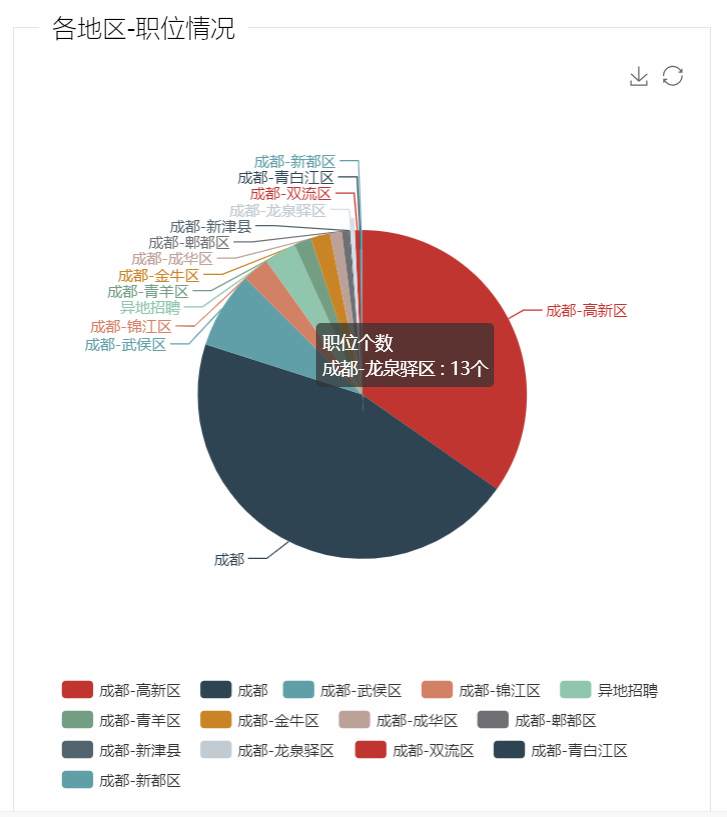 各地区-职位情况
成都-新都区
成都-青白江区
成都-双流区
成都-龙泉驿区
成都-新津县
成都-郫都区
成都-成华区
成都-金牛区
成都-青羊区
异地招聘
成都-锦江区
成都-武侯区
成都-高新区
职位个数
成都-龙泉驿区 : 13个
成都
成都-高新区 成都 成都-武侯区 成都-锦江区 异地招聘
成都-青羊区 成都-金牛区 成都-成华区 成都-郫都区
成都-新津县 成都-龙泉驿区 成都-双流区 成都-青白江区
成都-新都区